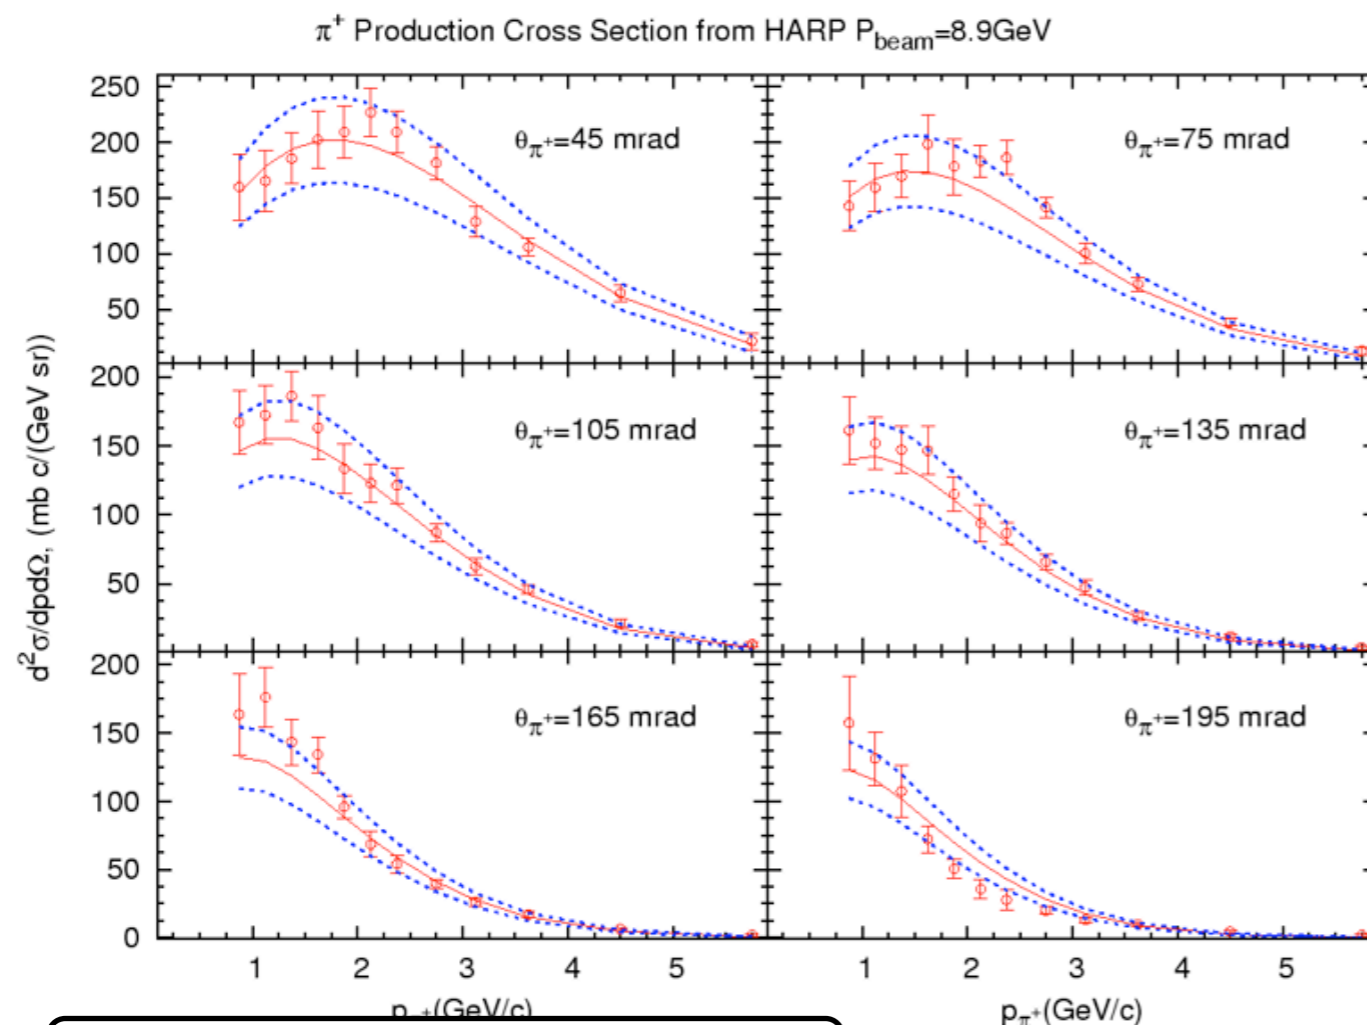 π⁺ Production Cross Section from HARP P_beam=8.9GeV
d²σ/dpdΩ, (mb c/(GeV sr))
250
200
150
100
50
θ_π⁺=45 mrad
θ_π⁺=75 mrad
200
150
100
50
θ_π⁺=105 mrad
θ_π⁺=135 mrad
200
150
100
50
0
θ_π⁺=165 mrad
θ_π⁺=195 mrad
1 2 3 4 5
1 2 3 4 5
p_π⁺(GeV/c)
p_π⁺(GeV/c)